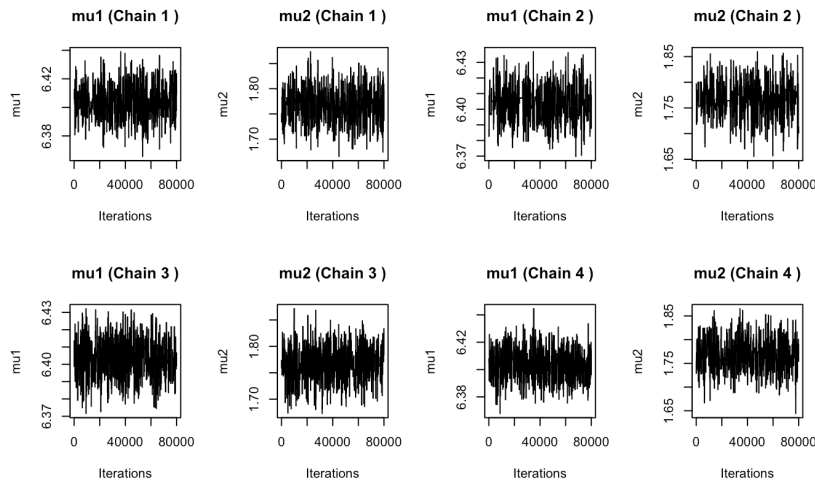 mu1 (Chain 1 )
mu1
6.38
6.42
0
40000
80000
Iterations
mu2 (Chain 1 )
mu2
1.70
1.80
0
40000
80000
Iterations
mu1 (Chain 2 )
mu1
6.37
6.40
6.43
0
40000
80000
Iterations
mu2 (Chain 2 )
mu2
1.65
1.75
1.85
0
40000
80000
Iterations
mu1 (Chain 3 )
mu1
6.37
6.40
6.43
0
40000
80000
Iterations
mu2 (Chain 3 )
mu2
1.70
1.80
0
40000
80000
Iterations
mu1 (Chain 4 )
mu1
6.38
6.42
0
40000
80000
Iterations
mu2 (Chain 4 )
mu2
1.65
1.75
1.85
0
40000
80000
Iterations